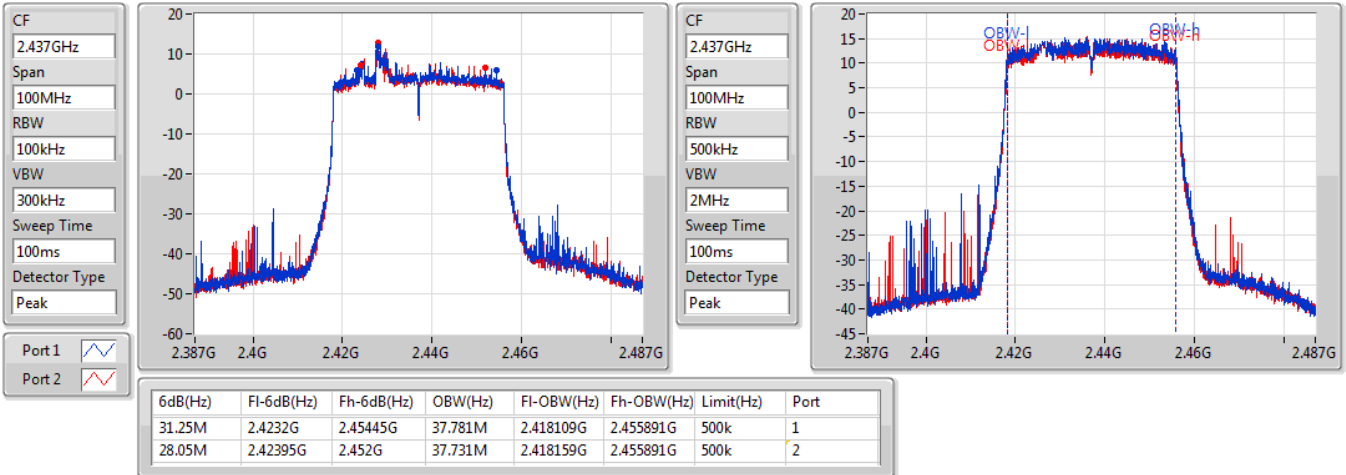 CF
2.437GHz
Span
100MHz
RBW
100kHz
VBW
300kHz
Sweep Time
100ms
Detector Type
Peak
Port 1
Port 2
20
10
0
-10
-20
-30
-40
-50
-60
2.387G 2.4G 2.42G 2.44G 2.46G 2.487G
CF
2.437GHz
Span
100MHz
RBW
500kHz
VBW
2MHz
Sweep Time
100ms
Detector Type
Peak
20
15
10
5
0
-5
-10
-15
-20
-25
-30
-35
-40
-45
OBW-l OBW-h
OBW-l OBW-h
2.387G 2.4G 2.42G 2.44G 2.46G 2.487G
6dB(Hz) Fl-6dB(Hz) Fh-6dB(Hz) OBW(Hz) Fl-OBW(Hz) Fh-OBW(Hz) Limit(Hz) Port
31.25M 2.4232G 2.45445G 37.781M 2.418109G 2.455891G 500k 1
28.05M 2.42395G 2.452G 37.731M 2.418159G 2.455891G 500k 2